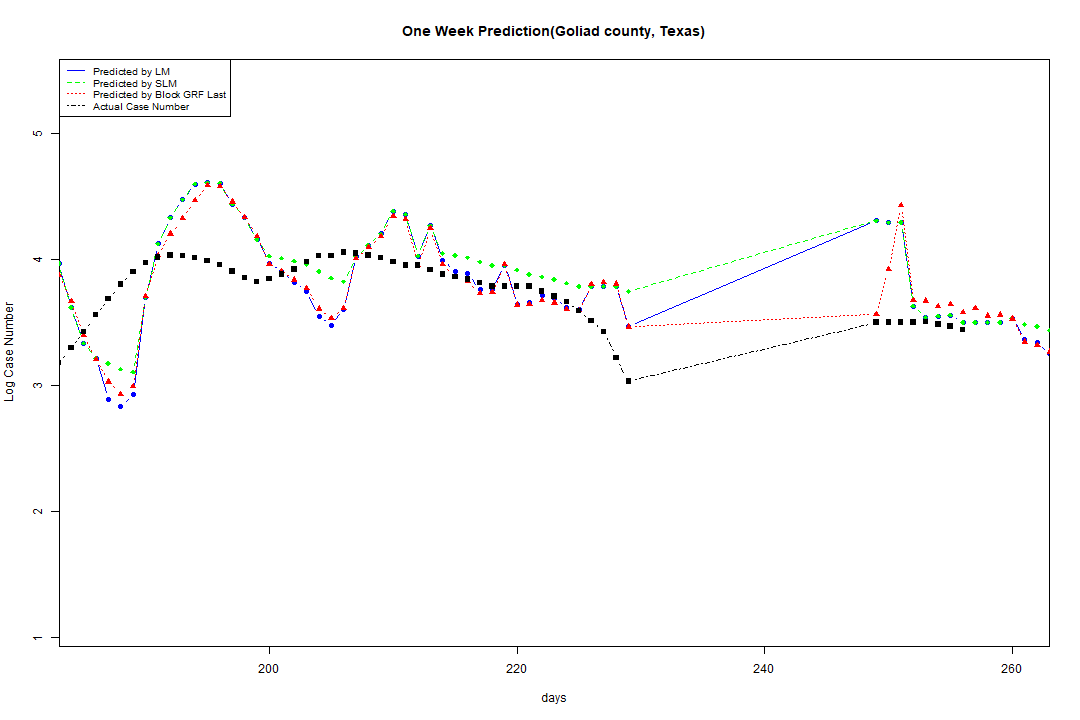 One Week Prediction(Goliad county, Texas)
Predicted by LM
Predicted by SLM
Predicted by Block GRF Last
Actual Case Number
5
4
3
2
1
Log Case Number
200
220
240
260
days